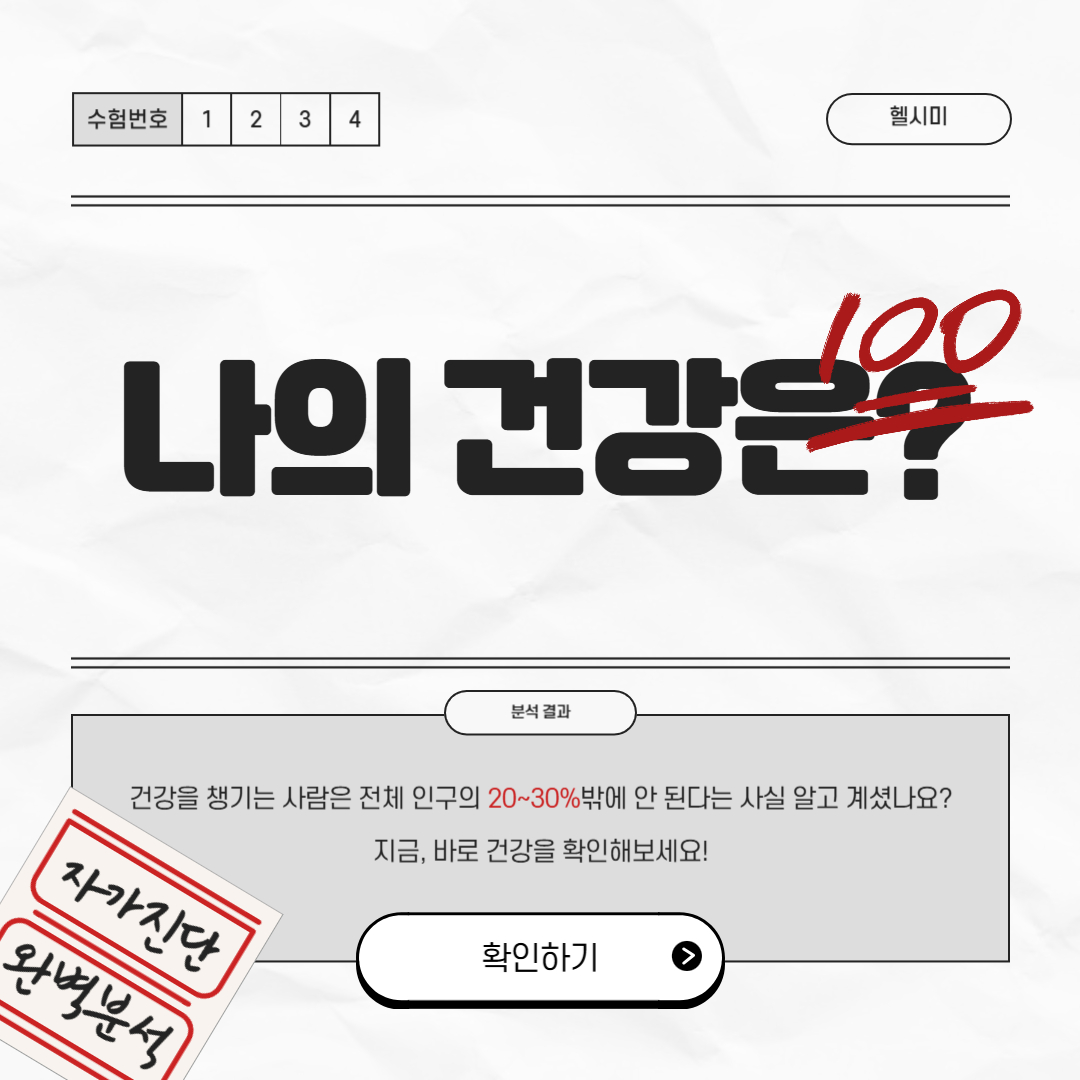 수험번호 1 2 3 4
헬시미
100
나의 건강은?
분석 결과
건강을 챙기는 사람은 전체 인구의 20~30%밖에 안 된다는 사실 알고 계셨나요?
지금, 바로 건강을 확인해보세요!
자가진단
완벽분석
확인하기